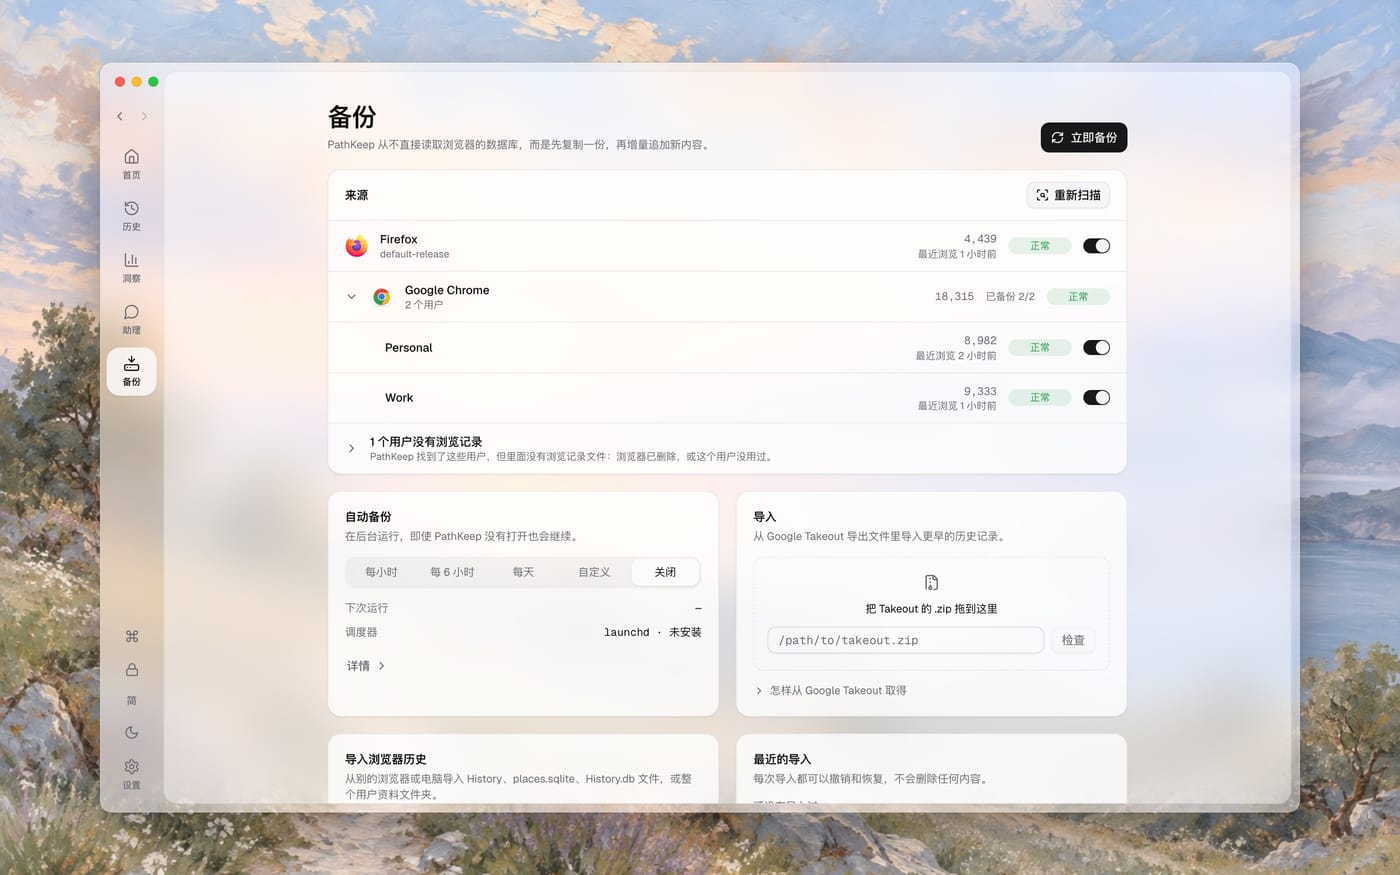 备份
PathKeep 从不直接读取浏览器的数据库，而是先复制一份，再增量追加新内容。
立即备份
首页
历史
洞察
助理
备份
简
设置
来源
重新扫描
Firefox
default-release
4,439
最近浏览 1 小时前
正常
Google Chrome
2 个用户
18,315
已备份 2/2
正常
Personal
8,982
最近浏览 2 小时前
正常
Work
9,333
最近浏览 1 小时前
正常
1 个用户没有浏览记录
PathKeep 找到了这些用户，但里面没有浏览记录文件：浏览器已删除，或这个用户没用过。
自动备份
在后台运行，即使 PathKeep 没有打开也会继续。
每小时
每 6 小时
每天
自定义
关闭
下次运行
–
调度器
launchd · 未安装
详情
导入
从 Google Takeout 导出文件里导入更早的历史记录。
把 Takeout 的 .zip 拖到这里
/path/to/takeout.zip
检查
怎样从 Google Takeout 取得
导入浏览器历史
从别的浏览器或电脑导入 History、places.sqlite、History.db 文件，或整
个用户资料文件夹。
最近的导入
每次导入都可以撤销和恢复，不会删除任何内容。